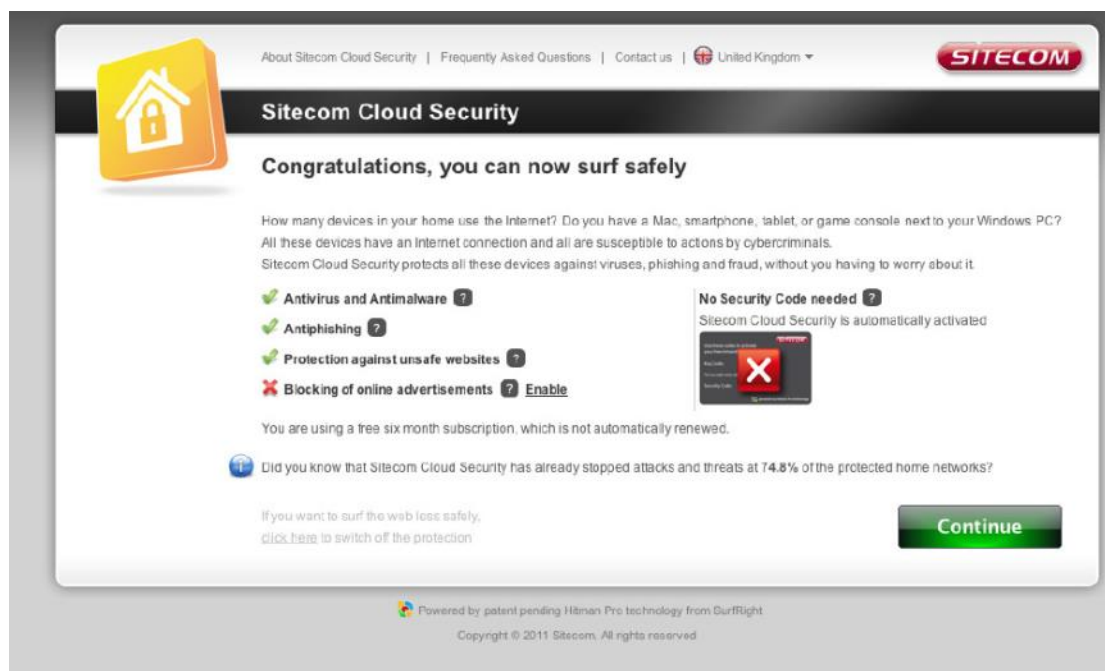 About Sitecom Cloud Security | Frequently Asked Questions | Contact us | United Kingdom
SITECOM
Sitecom Cloud Security
Congratulations, you can now surf safely
How many devices in your home use the Internet? Do you have a Mac, smartphone, tablet, or game console next to your Windows PC?
All these devices have an Internet connection and all are susceptible to actions by cybercriminals.
Sitecom Cloud Security protects all these devices against viruses, phishing and fraud, without you having to worry about it.
Antivirus and Antimalware ?
Antiphishing ?
Protection against unsafe websites ?
Blocking of online advertisements ? Enable
No Security Code needed ?
Sitecom Cloud Security is automatically activated
SITECOM
You are using a free six month subscription, which is not automatically renewed.
Did you know that Sitecom Cloud Security has already stopped attacks and threats at 74.8% of the protected home networks?
If you want to surf the web less safely,
click here to switch off the protection
Continue
Powered by patent pending Hitman Pro technology from SurfRight
Copyright © 2011 Sitecom. All rights reserved